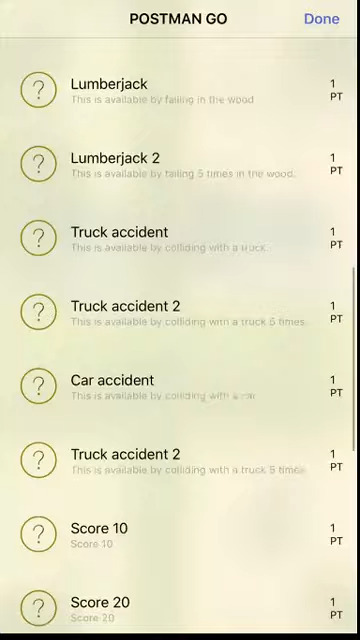 POSTMAN GO
Done
Lumberjack
This is available by failing in the wood
1
PT
Lumberjack 2
This is available by failing 5 times in the wood.
1
PT
Truck accident
This is available by colliding with a truck.
1
PT
Truck accident 2
This is available by colliding with a truck 5 times.
1
PT
Car accident
This is available by colliding with a car
1
PT
Truck accident 2
This is available by colliding with a truck 5 times
1
PT
Score 10
Score 10
1
PT
Score 20
Score 20
1
PT